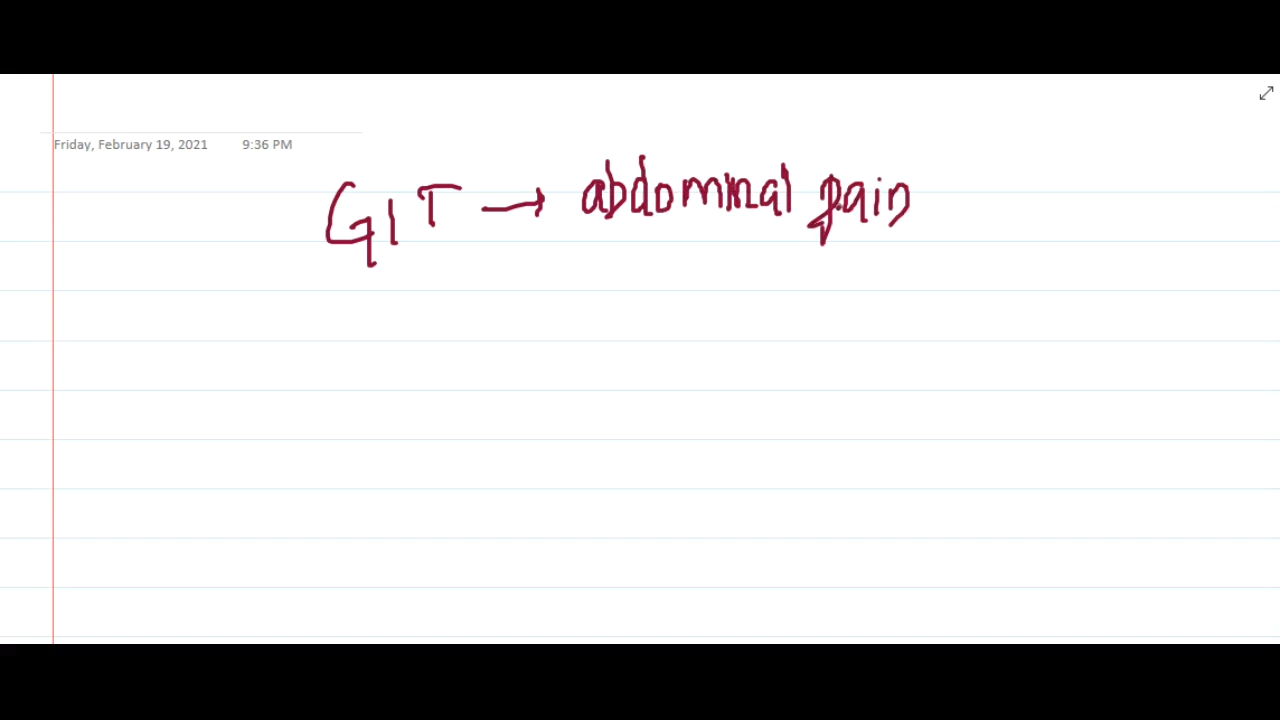 Friday, February 19, 2021 9:36 PM
GIT → abdominal pain